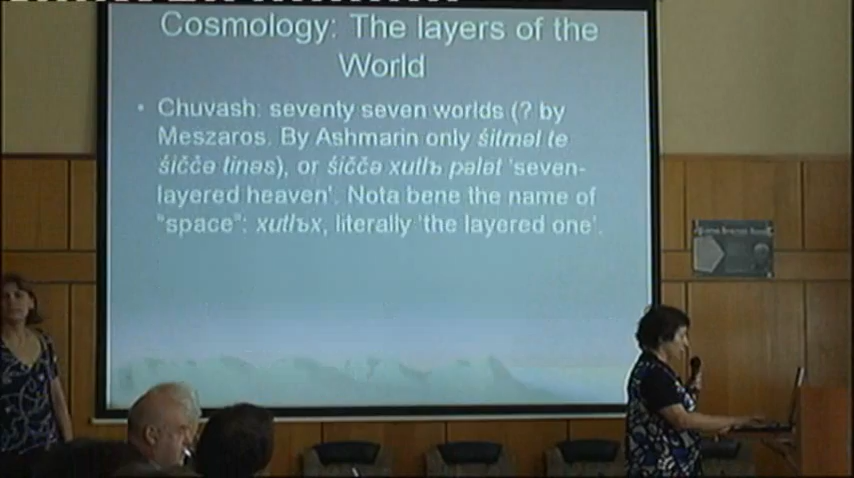 Cosmology: The layers of the
World
• Chuvash: seventy seven worlds (? by
Meszaros. By Ashmarin only śitməl te
śiččə tinəs), or śiččə xutlъ pələt 'seven-
layered heaven'. Nota bene the name of
"space": xutlъx, literally 'the layered one'.